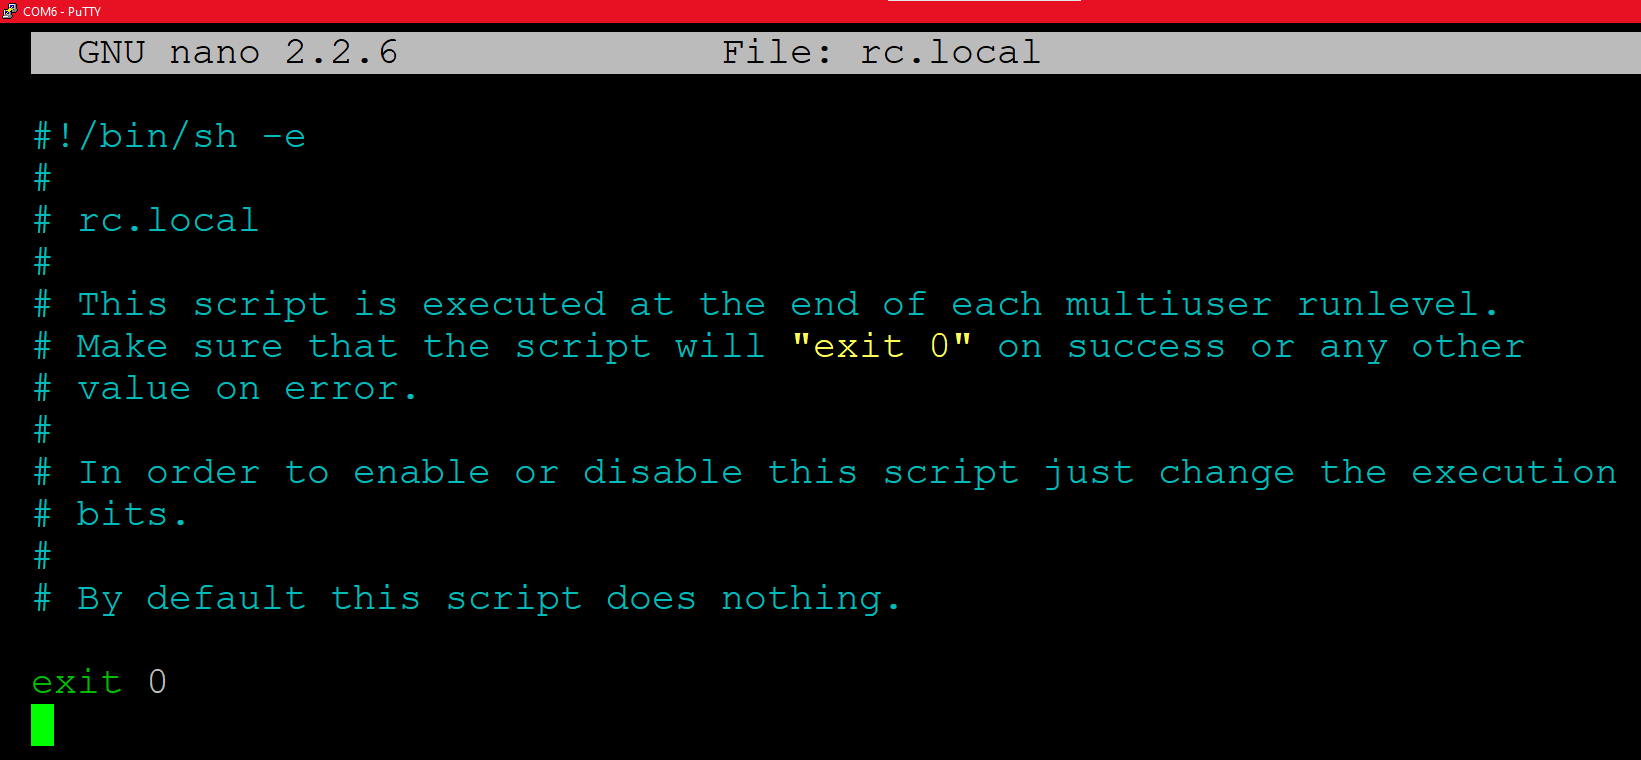 COM6 - PuTTY
GNU nano 2.2.6 File: rc.local
#!/bin/sh -e
#
# rc.local
#
# This script is executed at the end of each multiuser runlevel.
# Make sure that the script will "exit 0" on success or any other
# value on error.
#
# In order to enable or disable this script just change the execution
# bits.
#
# By default this script does nothing.
exit 0